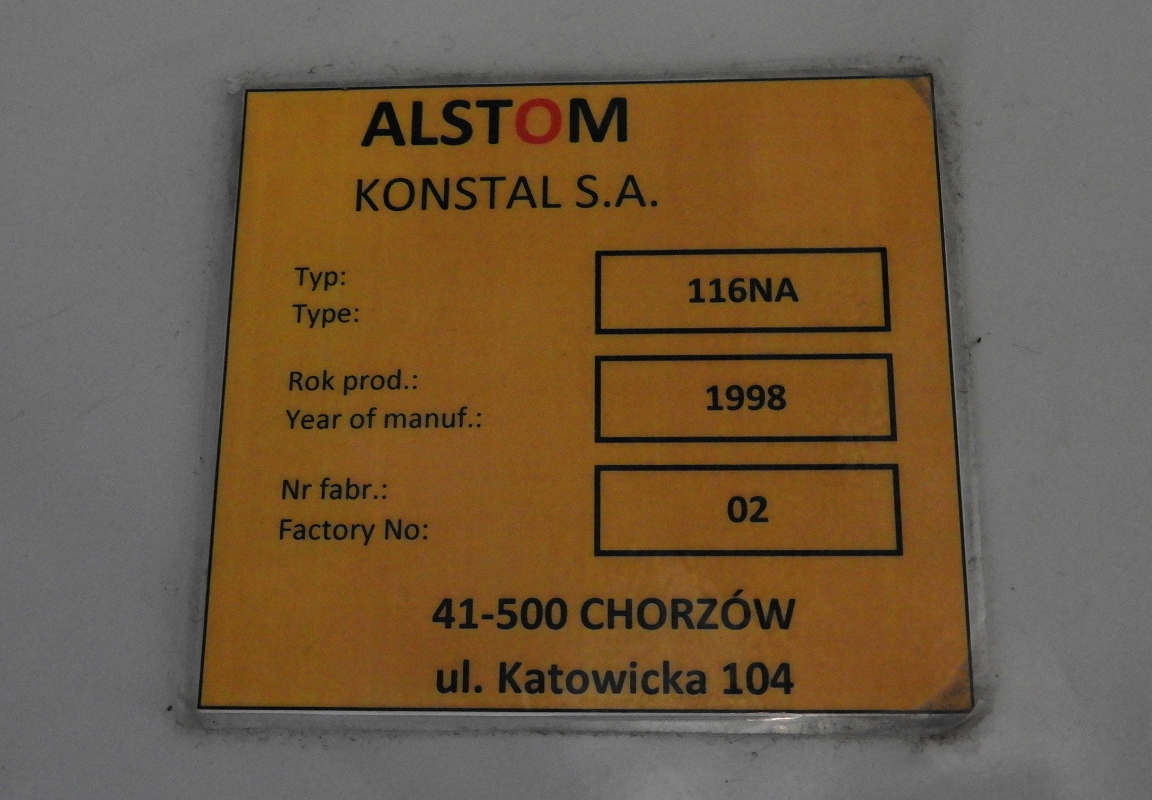 ALSTOM
KONSTAL S.A.
Typ:
Type:
116NA
Rok prod.:
Year of manuf.:
1998
Nr fabr.:
Factory No:
02
41-500 CHORZÓW
ul. Katowicka 104